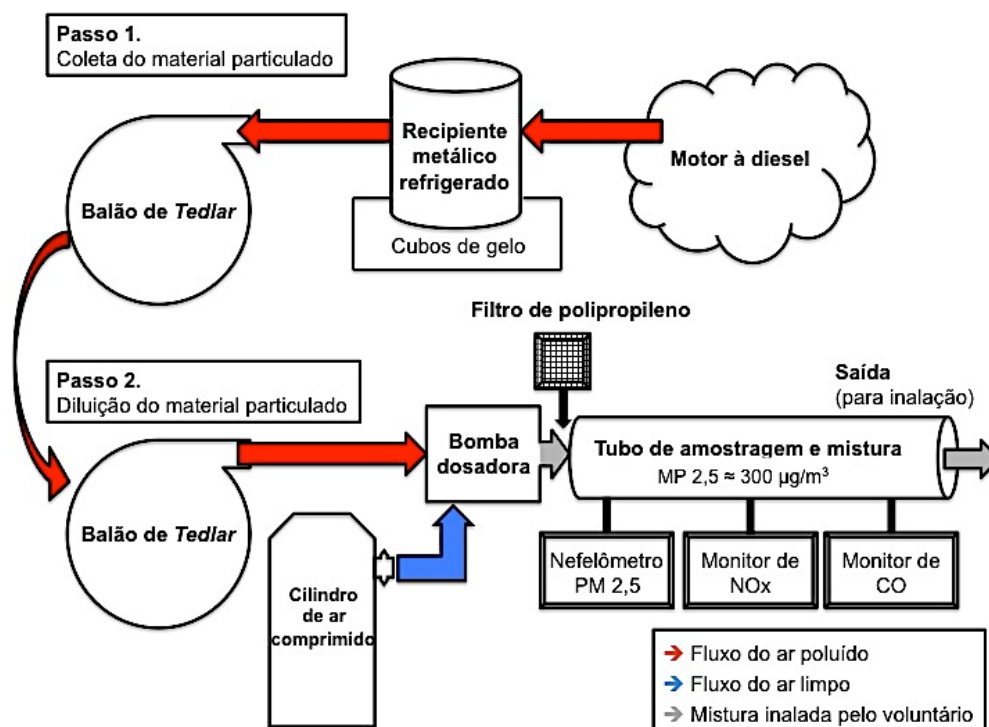 Passo 1.
Coleta do material particulado
Recipiente
metálico
refrigerado
Motor à diesel
Balão de Tedlar
Cubos de gelo
Filtro de polipropileno
Passo 2.
Diluição do material particulado
Saída
(para inalação)
Bomba
dosadora
Tubo de amostragem e mistura
MP 2,5 ≈ 300 µg/m³
Balão de Tedlar
Nefelômetro
PM 2,5
Monitor de
NOx
Monitor de
CO
Cilindro
de ar
comprimido
Fluxo do ar poluído
Fluxo do ar limpo
Mistura inalada pelo voluntário